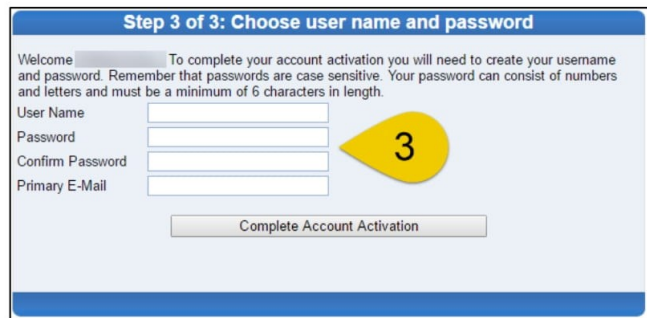 Step 3 of 3: Choose user name and password
Welcome To complete your account activation you will need to create your username
and password. Remember that passwords are case sensitive. Your password can consist of numbers
and letters and must be a minimum of 6 characters in length.
User Name
Password
3
Confirm Password
Primary E-Mail
Complete Account Activation